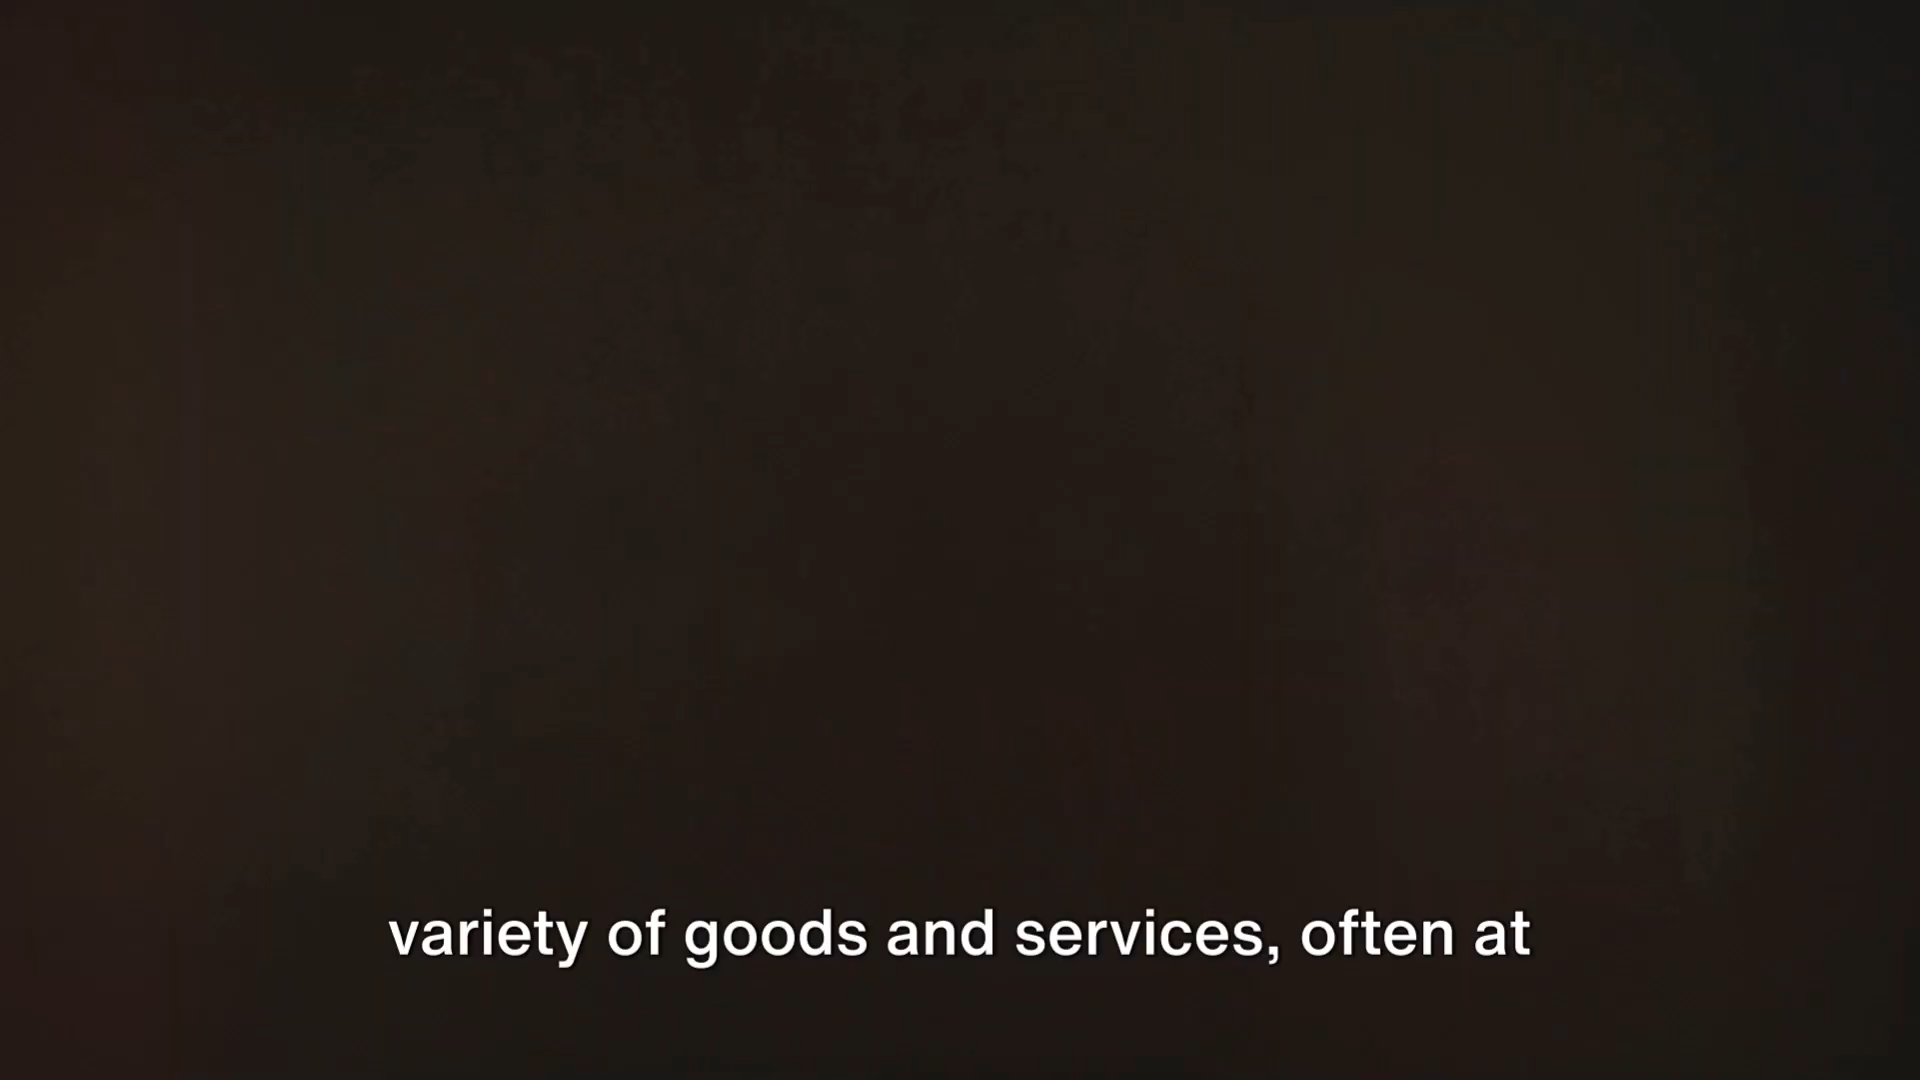 variety of goods and services, often at